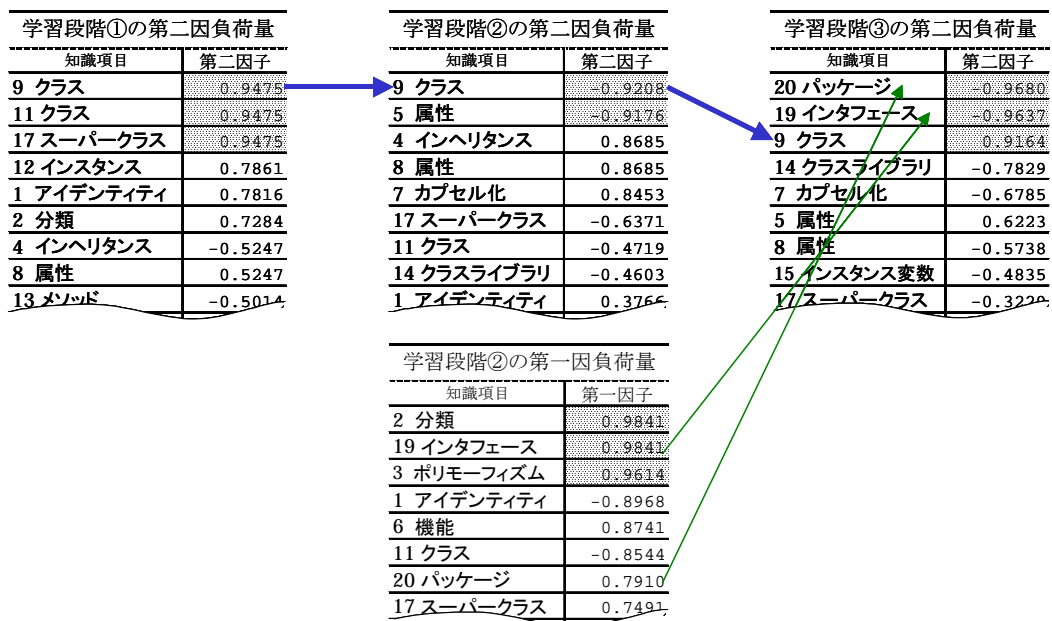 学習段階①の第二因負荷量
知識項目 第二因子
9 クラス 0.9475
11 クラス 0.9475
17 スーパークラス 0.9475
12 インスタンス 0.7861
1 アイデンティティ 0.7816
2 分類 0.7284
4 インヘリタンス -0.5247
8 属性 0.5247
13 メソッド -0.5014
学習段階②の第二因負荷量
知識項目 第二因子
9 クラス -0.9208
5 属性 -0.9176
4 インヘリタンス 0.8685
8 属性 0.8685
7 カプセル化 0.8453
17 スーパークラス -0.6371
11 クラス -0.4719
14 クラスライブラリ -0.4603
1 アイデンティティ 0.3766
学習段階③の第二因負荷量
知識項目 第二因子
20 パッケージ -0.9680
19 インタフェース -0.9637
9 クラス 0.9164
14 クラスライブラリ -0.7829
7 カプセル化 -0.6785
5 属性 0.6223
8 属性 -0.5738
15 インスタンス変数 -0.4835
17 スーパークラス -0.3229
学習段階②の第一因負荷量
知識項目 第一因子
2 分類 0.9841
19 インタフェース 0.9841
3 ポリモーフィズム 0.9614
1 アイデンティティ -0.8968
6 機能 0.8741
11 クラス -0.8544
20 パッケージ 0.7910
17 スーパークラス 0.7491